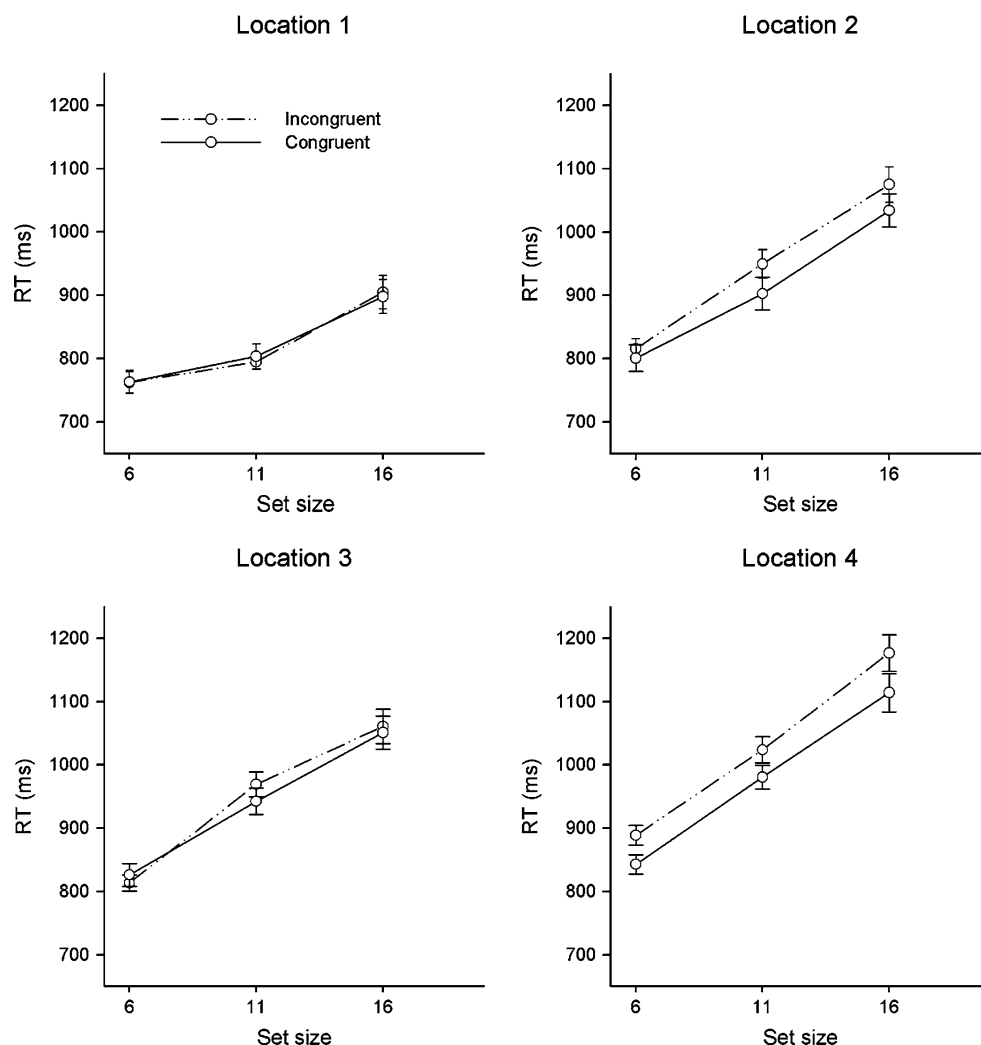 Location 1
1200
1100
1000
900
800
700
RT (ms)
Incongruent
Congruent
6 11 16
Set size
Location 2
1200
1100
1000
900
800
700
RT (ms)
6 11 16
Set size
Location 3
1200
1100
1000
900
800
700
RT (ms)
6 11 16
Set size
Location 4
1200
1100
1000
900
800
700
RT (ms)
6 11 16
Set size